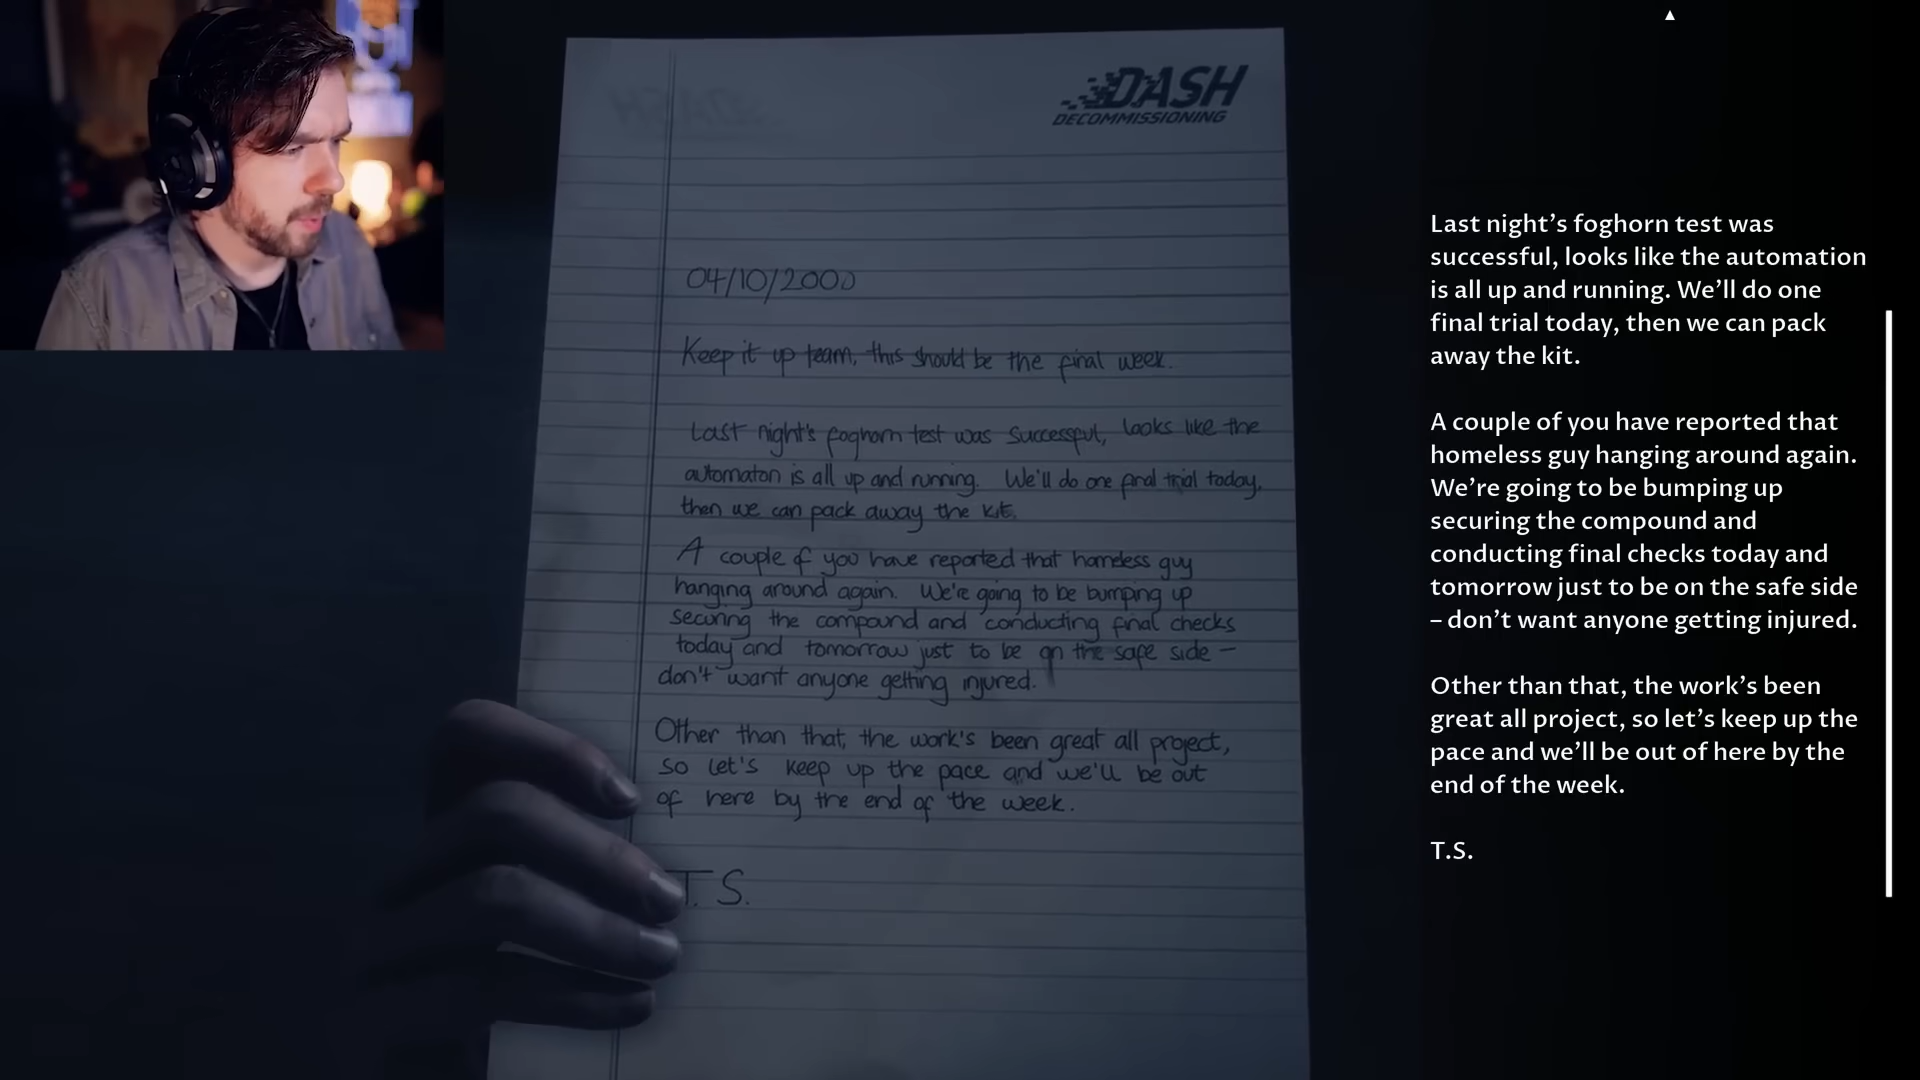 DASH
DECOMMISSIONING
04/10/2000
Keep it up team, this should be the final week.
Last night's foghorn test was successful, looks like the
automaton is all up and running. We'll do one final trial today,
then we can pack away the kit.
A couple of you have reported that homeless guy
hanging around again. We're going to be bumping up
securing the compound and conducting final checks
today and tomorrow just to be on the safe side –
don't want anyone getting injured.
Other than that, the work's been great all project,
so let's keep up the pace and we'll be out
of here by the end of the week.
T.S.
Last night’s foghorn test was
successful, looks like the automation
is all up and running. We’ll do one
final trial today, then we can pack
away the kit.
A couple of you have reported that
homeless guy hanging around again.
We’re going to be bumping up
securing the compound and
conducting final checks today and
tomorrow just to be on the safe side
– don’t want anyone getting injured.
Other than that, the work’s been
great all project, so let’s keep up the
pace and we’ll be out of here by the
end of the week.
T.S.